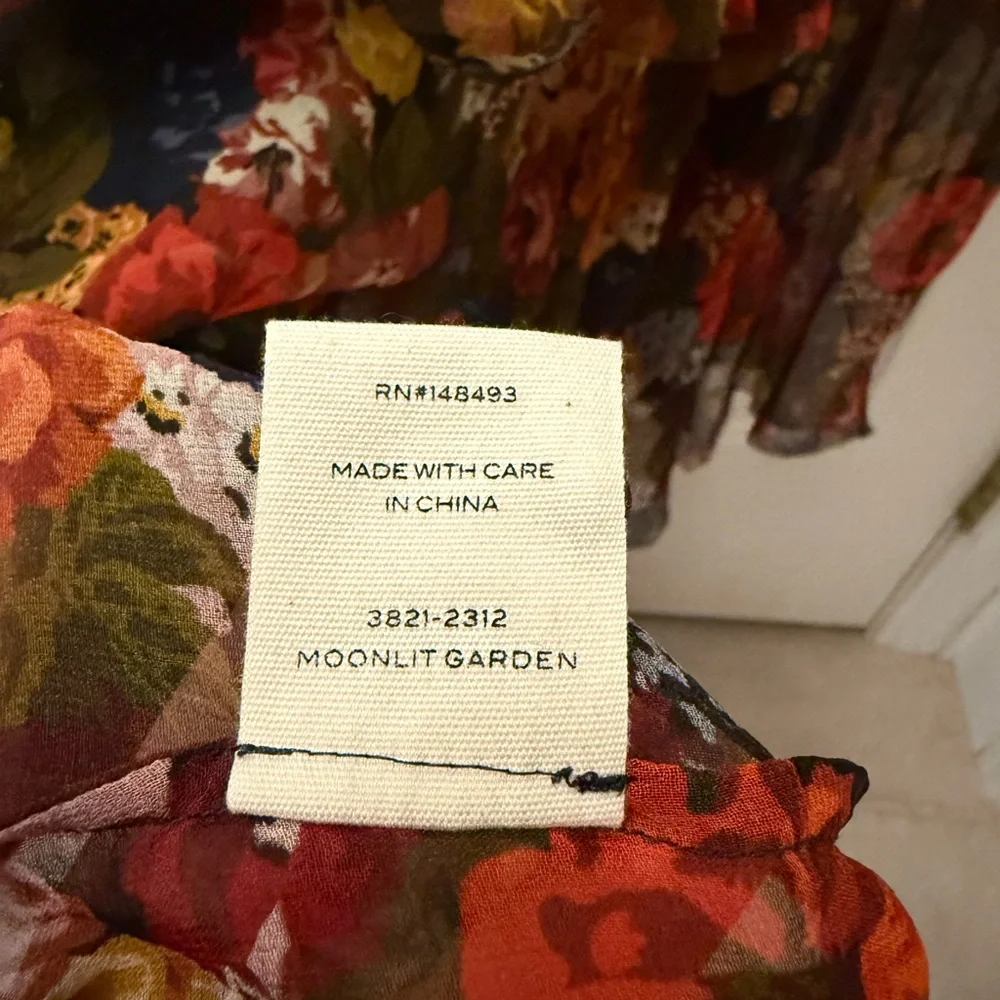 RN#148493
MADE WITH CARE
IN CHINA
3821-2312
MOONLIT GARDEN